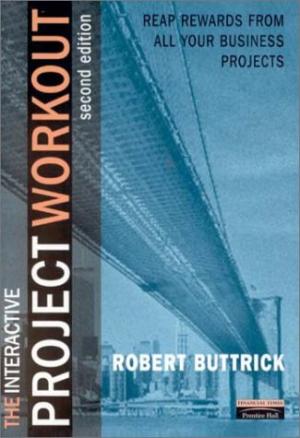 REAP REWARDS FROM
ALL YOUR BUSINESS
PROJECTS
THE INTERACTIVE
PROJECT WORKOUT
second edition
ROBERT BUTTRICK
FINANCIAL TIMES
Prentice Hall